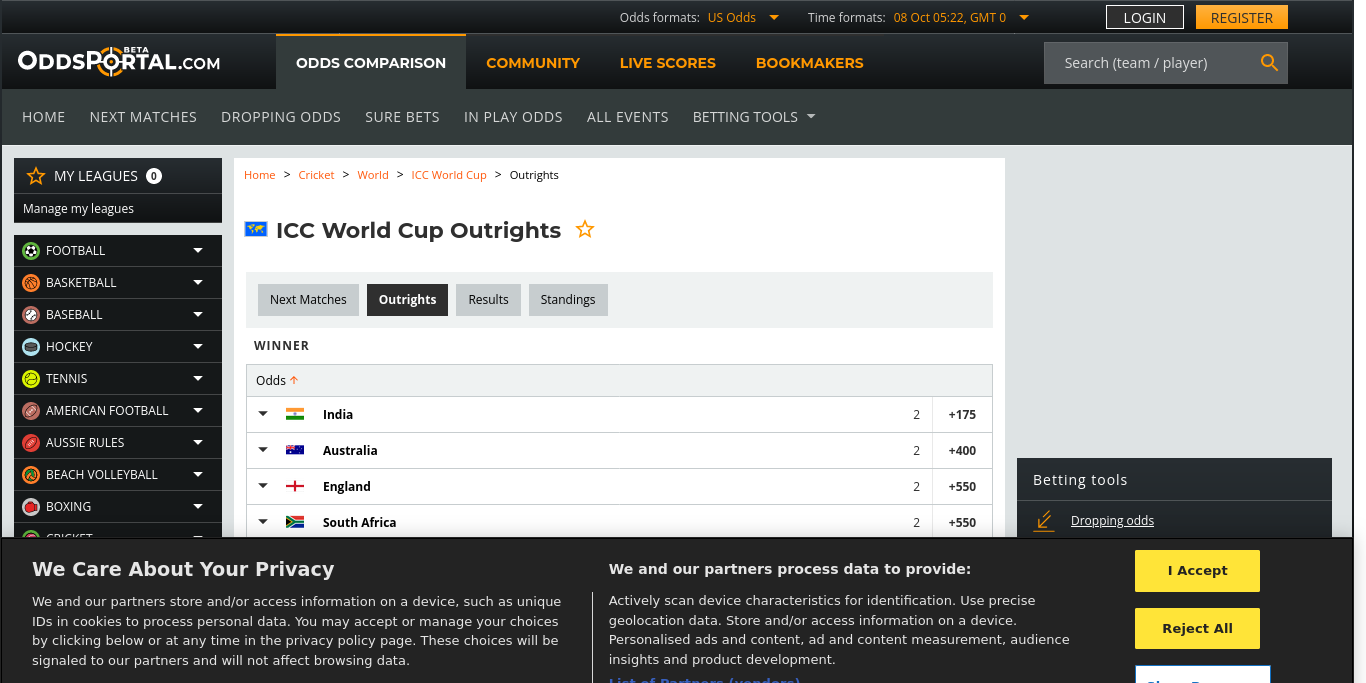 Odds formats: US Odds
Time formats: 08 Oct 05:22, GMT 0
LOGIN
REGISTER
ODDSPORTAL.COM
BETA
ODDS COMPARISON
COMMUNITY
LIVE SCORES
BOOKMAKERS
Search (team / player)
HOME
NEXT MATCHES
DROPPING ODDS
SURE BETS
IN PLAY ODDS
ALL EVENTS
BETTING TOOLS
MY LEAGUES 0
Manage my leagues
FOOTBALL
BASKETBALL
BASEBALL
HOCKEY
TENNIS
AMERICAN FOOTBALL
AUSSIE RULES
BEACH VOLLEYBALL
BOXING
CRICKET
Home > Cricket > World > ICC World Cup > Outrights
ICC World Cup Outrights
Next Matches
Outrights
Results
Standings
WINNER
Odds
India 2 +175
Australia 2 +400
England 2 +550
South Africa 2 +550
Betting tools
Dropping odds
We Care About Your Privacy
We and our partners store and/or access information on a device, such as unique
IDs in cookies to process personal data. You may accept or manage your choices
by clicking below or at any time in the privacy policy page. These choices will be
signaled to our partners and will not affect browsing data.
We and our partners process data to provide:
Actively scan device characteristics for identification. Use precise
geolocation data. Store and/or access information on a device.
Personalised ads and content, ad and content measurement, audience
insights and product development.
List of Partners (vendors)
I Accept
Reject All